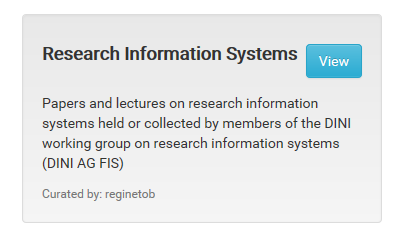 Research Information Systems
View
Papers and lectures on research information
systems held or collected by members of the DINI
working group on research information systems
(DINI AG FIS)
Curated by: reginetob